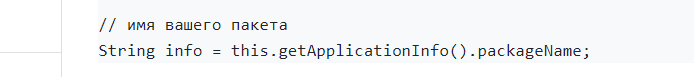 // имя вашего пакета
String info = this.getApplicationInfo().packageName;